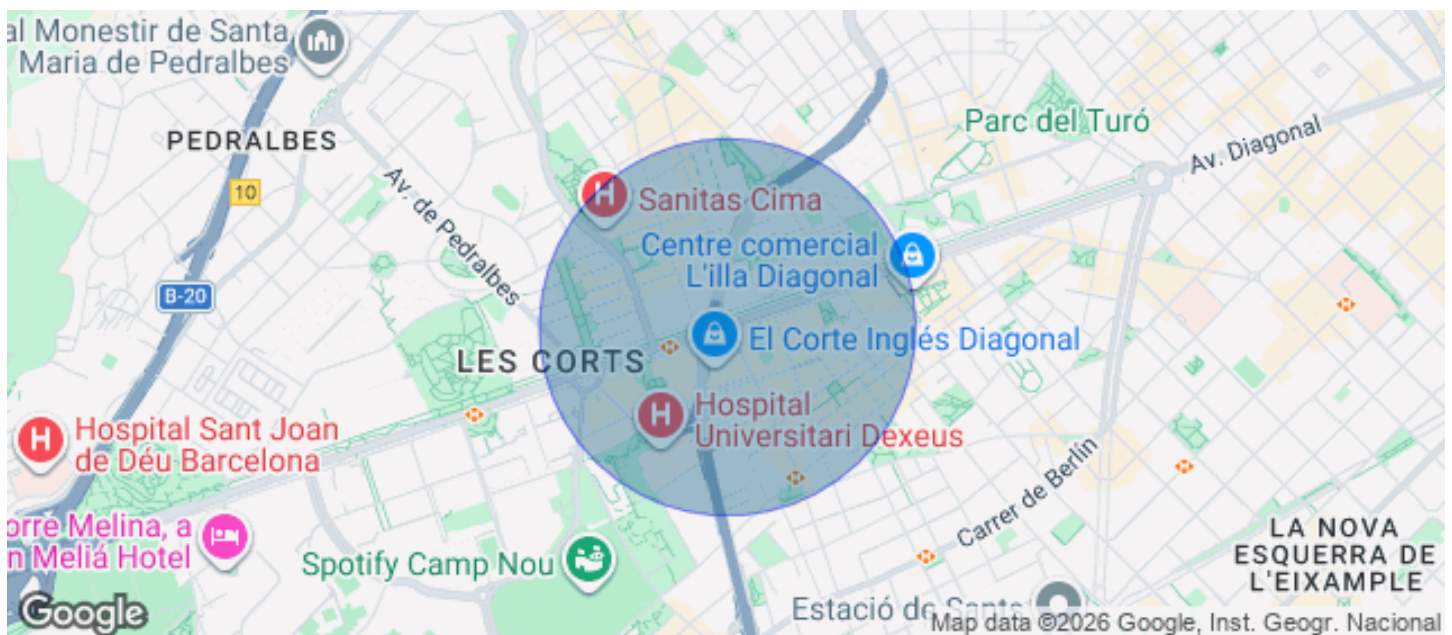 al Monestir de Santa
Maria de Pedralbes
PEDRALBES
10
Av. de Pedralbes
B-20
Parc del Turó
Av. Diagonal
H
Sanitas Cima
Centre comercial
L'illa Diagonal
El Corte Inglés Diagonal
LES CORTS
H
Hospital
Universitari Dexeus
H
Hospital Sant Joan
de Déu Barcelona
orre Melina, a
n Meliá Hotel
Spotify Camp Nou
Carrer de Berlín
LA NOVA
ESQUERRA DE
L'EIXAMPLE
Estació de Sants
Google
Map data ©2026 Google, Inst. Geogr. Nacional